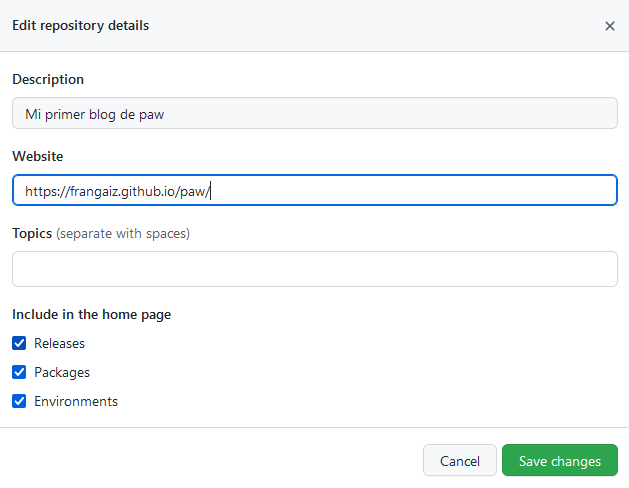 Edit repository details
Description
Mi primer blog de paw
Website
https://frangaiz.github.io/paw/
Topics (separate with spaces)
Include in the home page
Releases
Packages
Environments
Cancel
Save changes